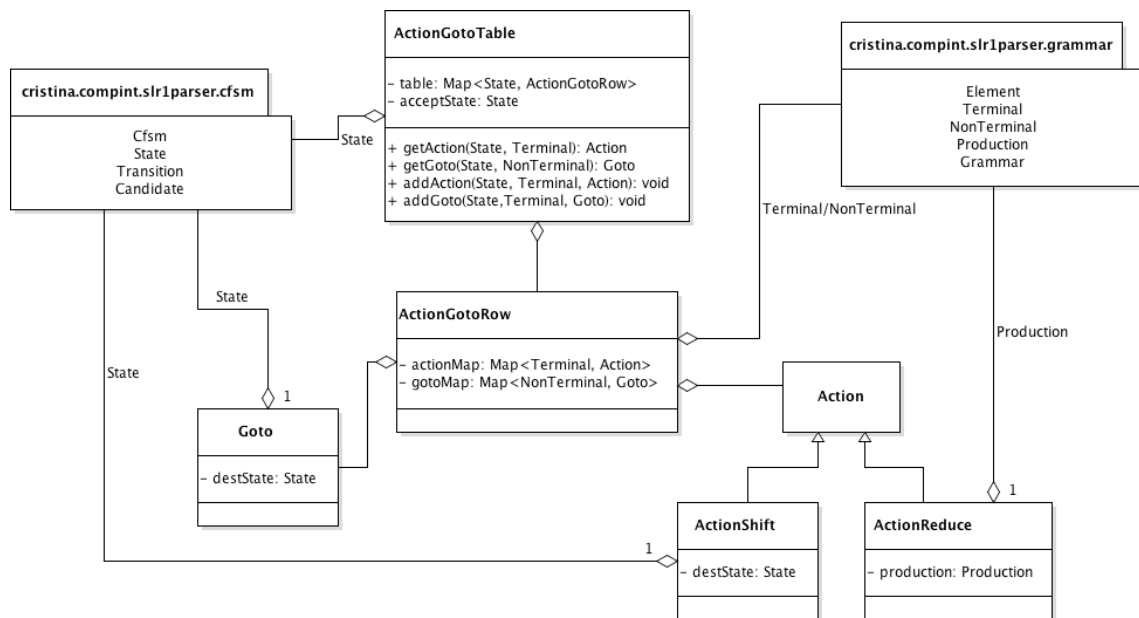 ActionGotoTable
– table: Map<State, ActionGotoRow>
– acceptState: State
+ getAction(State, Terminal): Action
+ getGoto(State, NonTerminal): Goto
+ addAction(State, Terminal, Action): void
+ addGoto(State,Terminal, Goto): void
cristina.compint.slr1parser.cfsm
Cfsm
State
Transition
Candidate
State
cristina.compint.slr1parser.grammar
Element
Terminal
NonTerminal
Production
Grammar
Terminal/NonTerminal
State
ActionGotoRow
– actionMap: Map<Terminal, Action>
– gotoMap: Map<NonTerminal, Goto>
Production
State
1
Goto
– destState: State
Action
1
ActionShift
– destState: State
1
ActionReduce
– production: Production